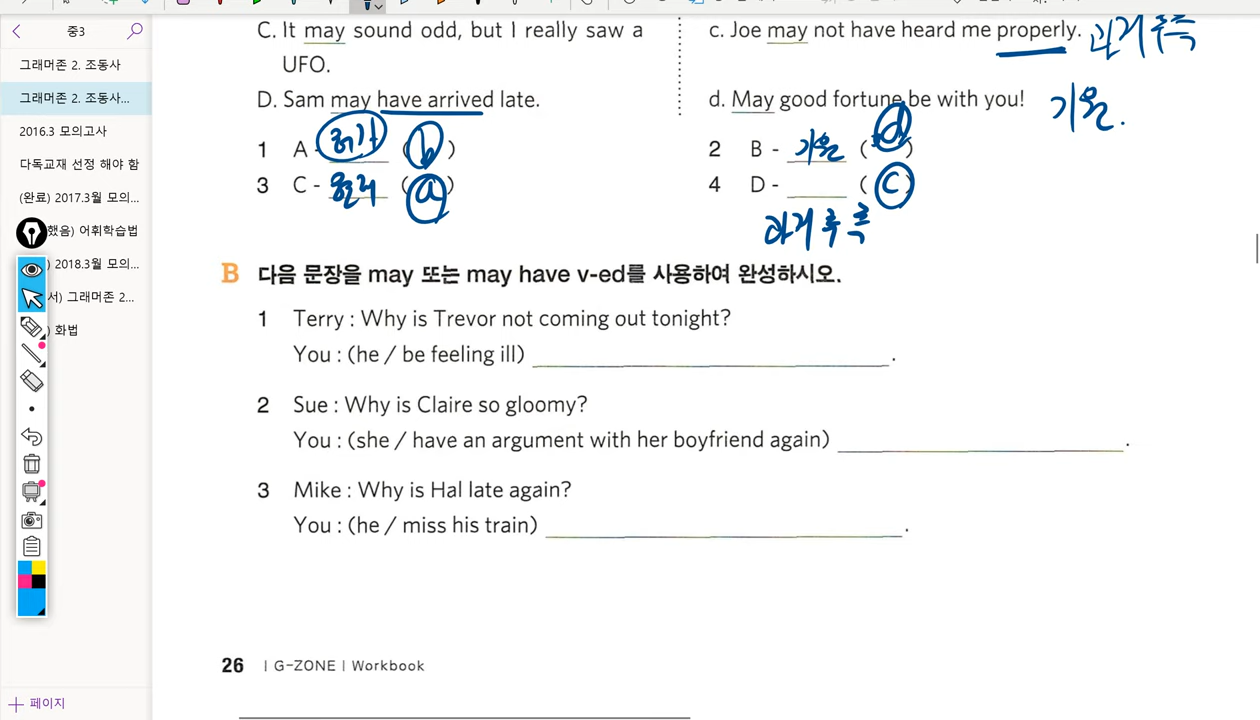 중3
그래머존 2. 조동사
그래머존 2. 조동사...
2016.3 모의고사
다독교재 선정 해야 함
(완료) 2017.3월 모의...
했음) 어휘학습법
) 2018.3월 모의...
서) 그래머존 2...
) 화법
페이지
C. It may sound odd, but I really saw a
UFO.
D. Sam may have arrived late.
c. Joe may not have heard me properly. 과거추측
d. May good fortune be with you! 기원.
1 A - 허가 ( b )
2 B - 기원 ( d )
3 C - ( a )
4 D - ( c )
과거추측
B 다음 문장을 may 또는 may have v-ed를 사용하여 완성하시오.
1 Terry : Why is Trevor not coming out tonight?
You : (he / be feeling ill) .
2 Sue : Why is Claire so gloomy?
You : (she / have an argument with her boyfriend again) .
3 Mike : Why is Hal late again?
You : (he / miss his train) .
26 | G-ZONE | Workbook